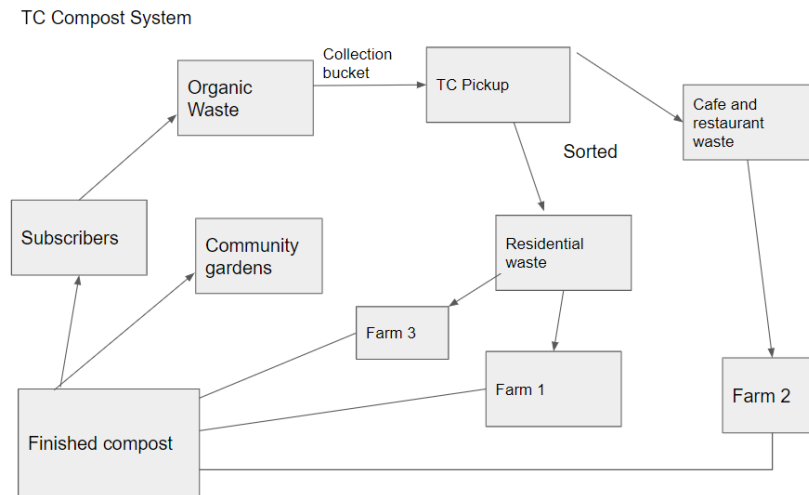 TC Compost System
Collection
bucket
Organic
Waste
TC Pickup
Cafe and
restaurant
waste
Sorted
Subscribers
Community
gardens
Residential
waste
Farm 3
Farm 1
Farm 2
Finished compost